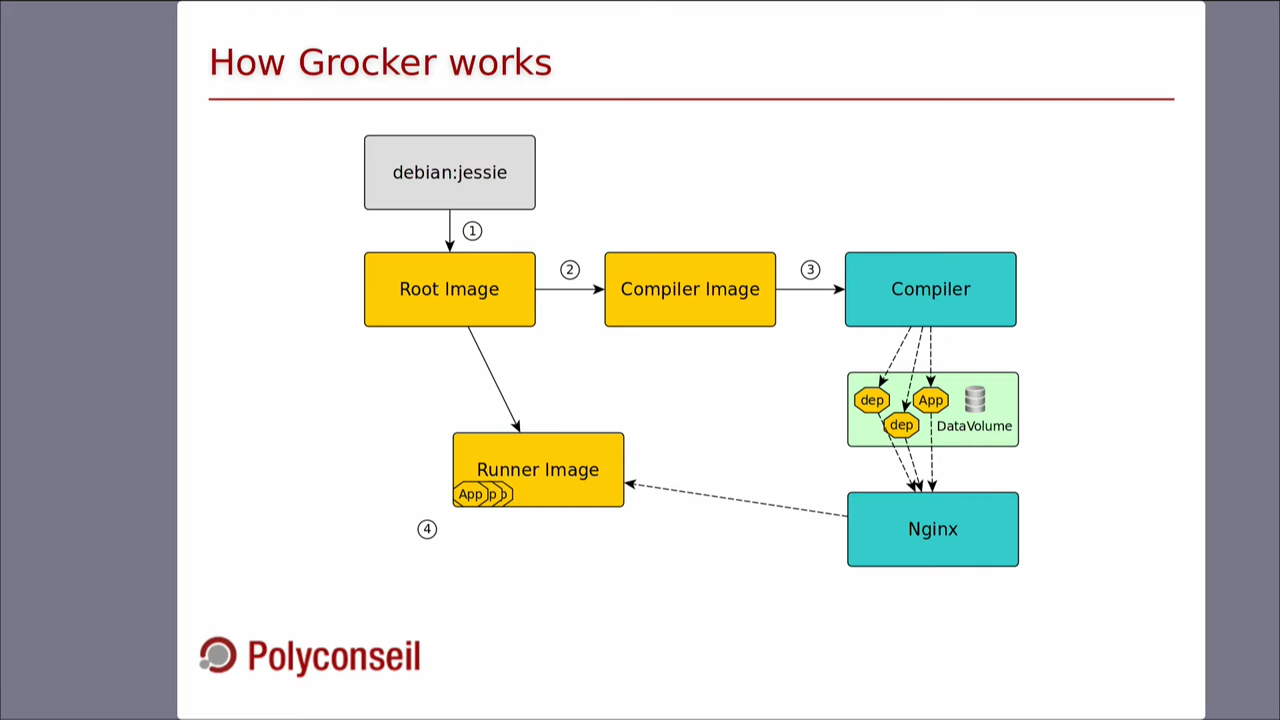 How Grocker works
debian:jessie
①
Root Image
②
Compiler Image
③
Compiler
dep
App
dep
DataVolume
Runner Image
App
④
Nginx
Polyconseil